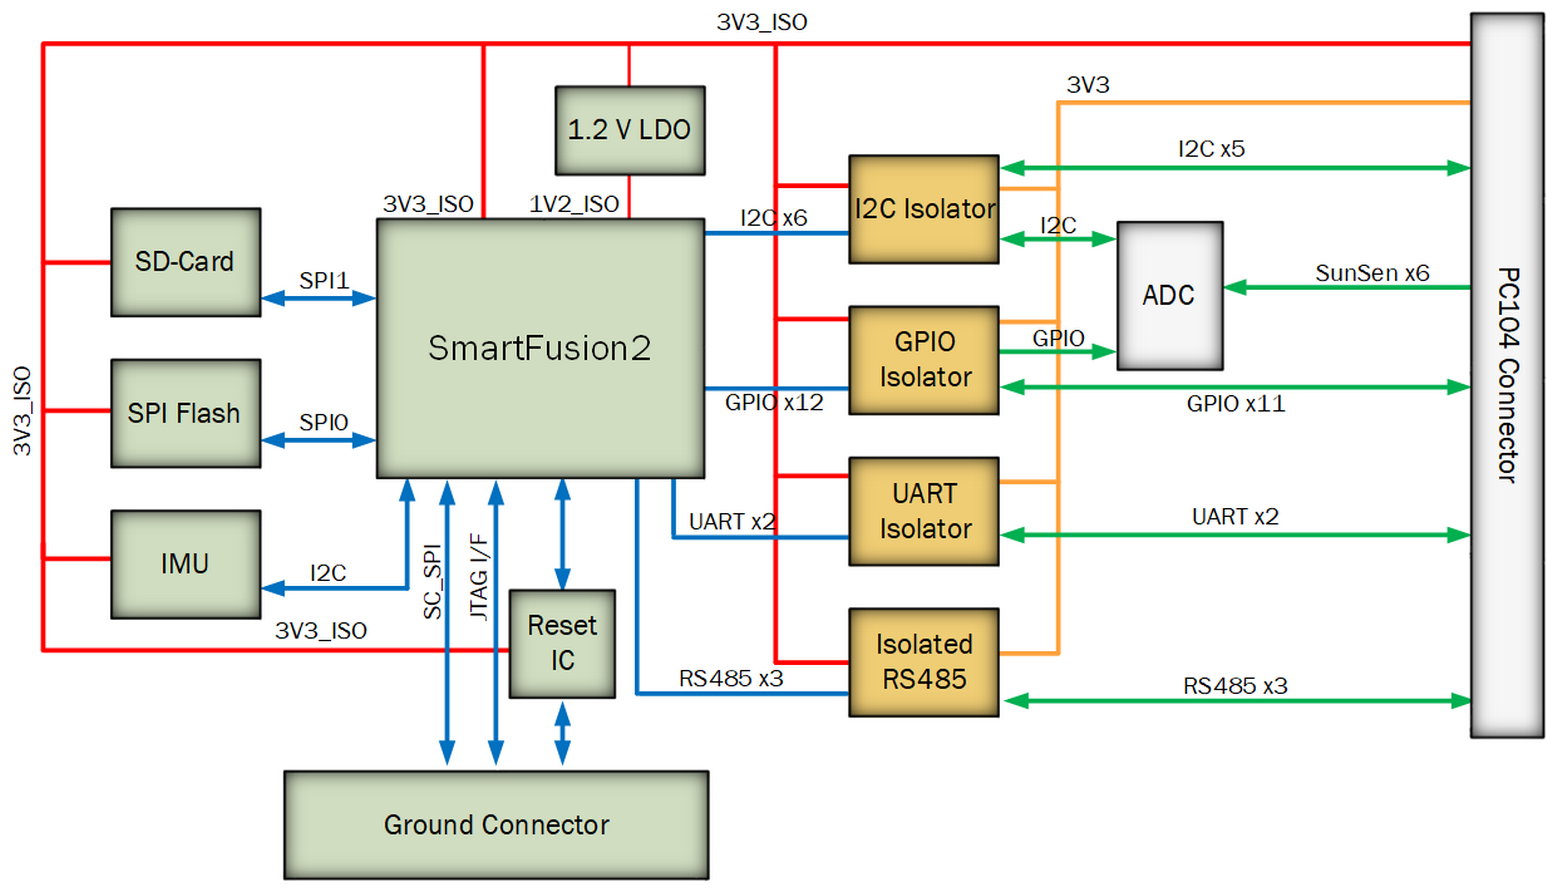 3V3_ISO
3V3
1.2 V LDO
I2C x5
3V3_ISO
1V2_ISO
I2C x6
I2C Isolator
I2C
SD-Card
SPI1
SmartFusion2
ADC
SunSen x6
PC104 Connector
GPIO
Isolator
GPIO
GPIO x12
GPIO x11
3V3_ISO
SPI Flash
SPI0
UART
Isolator
UART x2
UART x2
IMU
I2C
SC_SPI
JTAG I/F
3V3_ISO
Reset
IC
Isolated
RS485
RS485 x3
RS485 x3
Ground Connector